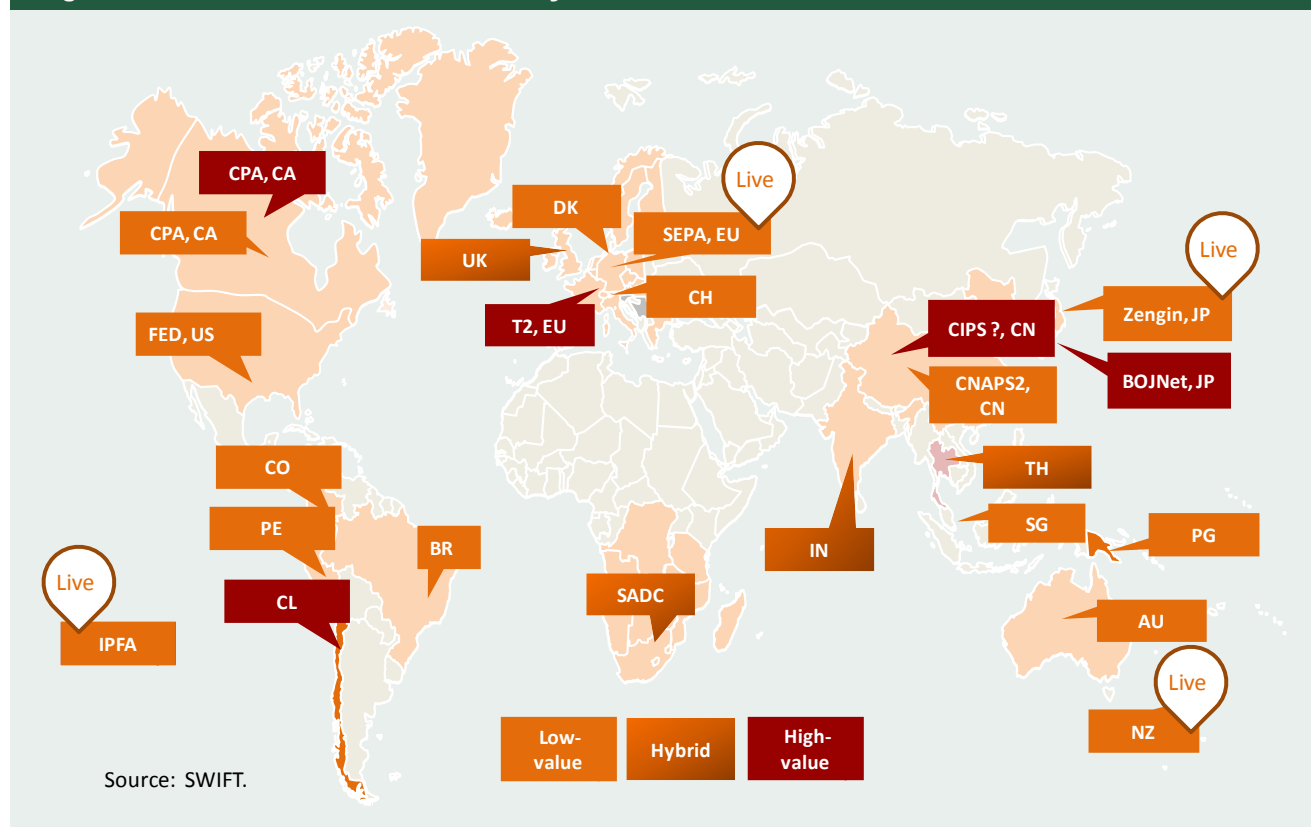 CPA, CA
CPA, CA
FED, US
CO
PE
BR
CL
Live
IPFA
DK
Live
SEPA, EU
UK
CH
T2, EU
Live
Zengin, JP
CIPS ?, CN
BOJNet, JP
CNAPS2,
CN
TH
SG
PG
IN
SADC
AU
Live
NZ
Low-
value
Hybrid
High-
value
Source: SWIFT.